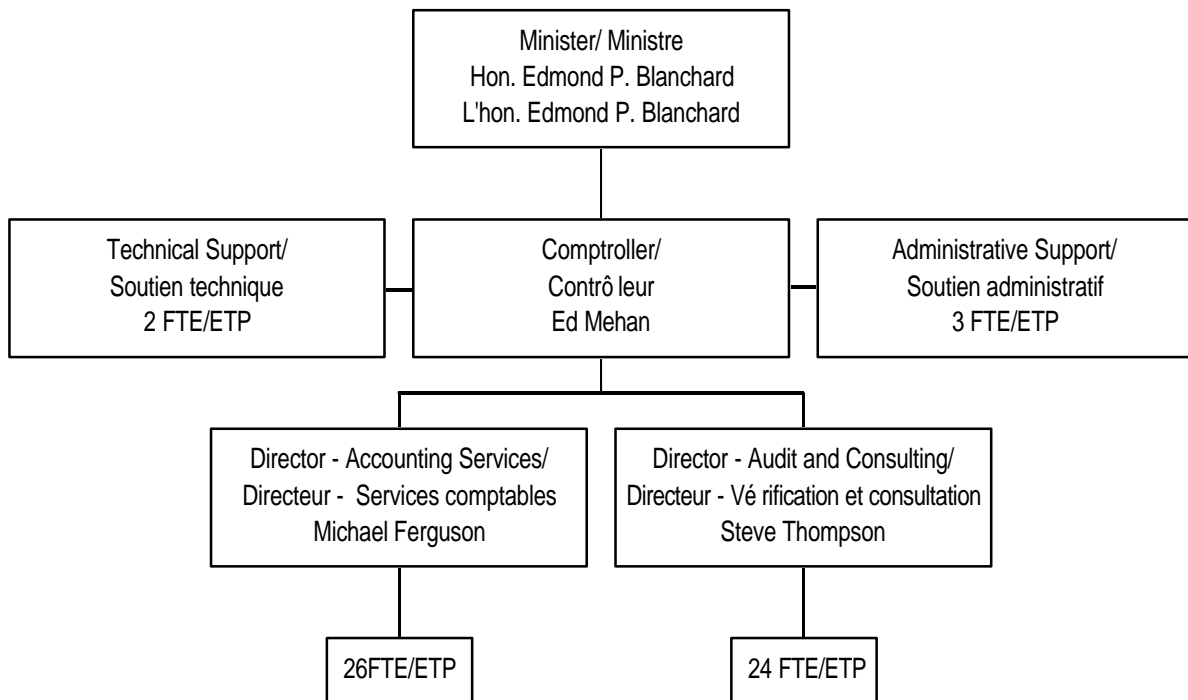 Minister/ Ministre
Hon. Edmond P. Blanchard
L'hon. Edmond P. Blanchard
Technical Support/
Soutien technique
2 FTE/ETP
Comptroller/
Contrô leur
Ed Mehan
Administrative Support/
Soutien administratif
3 FTE/ETP
Director - Accounting Services/
Directeur - Services comptables
Michael Ferguson
Director - Audit and Consulting/
Directeur - Vé rification et consultation
Steve Thompson
26FTE/ETP
24 FTE/ETP